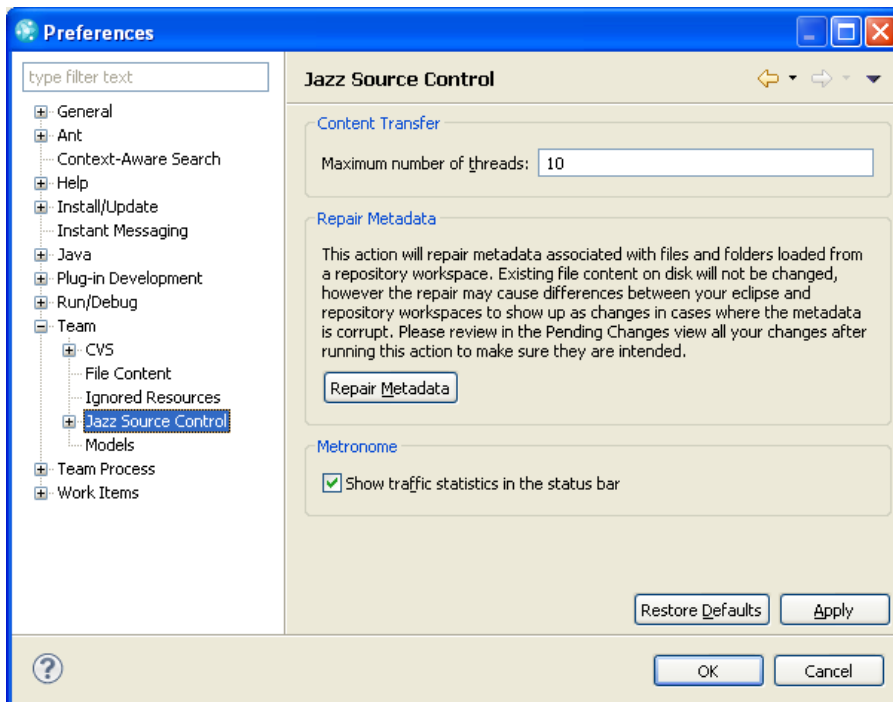 Preferences
type filter text
General
Ant
Context-Aware Search
Help
Install/Update
Instant Messaging
Java
Plug-in Development
Run/Debug
Team
CVS
File Content
Ignored Resources
Jazz Source Control
Models
Team Process
Work Items
Jazz Source Control
Content Transfer
Maximum number of threads: 10
Repair Metadata
This action will repair metadata associated with files and folders loaded from
a repository workspace. Existing file content on disk will not be changed,
however the repair may cause differences between your eclipse and
repository workspaces to show up as changes in cases where the metadata
is corrupt. Please review in the Pending Changes view all your changes after
running this action to make sure they are intended.
Repair Metadata
Metronome
Show traffic statistics in the status bar
Restore Defaults Apply
? OK Cancel